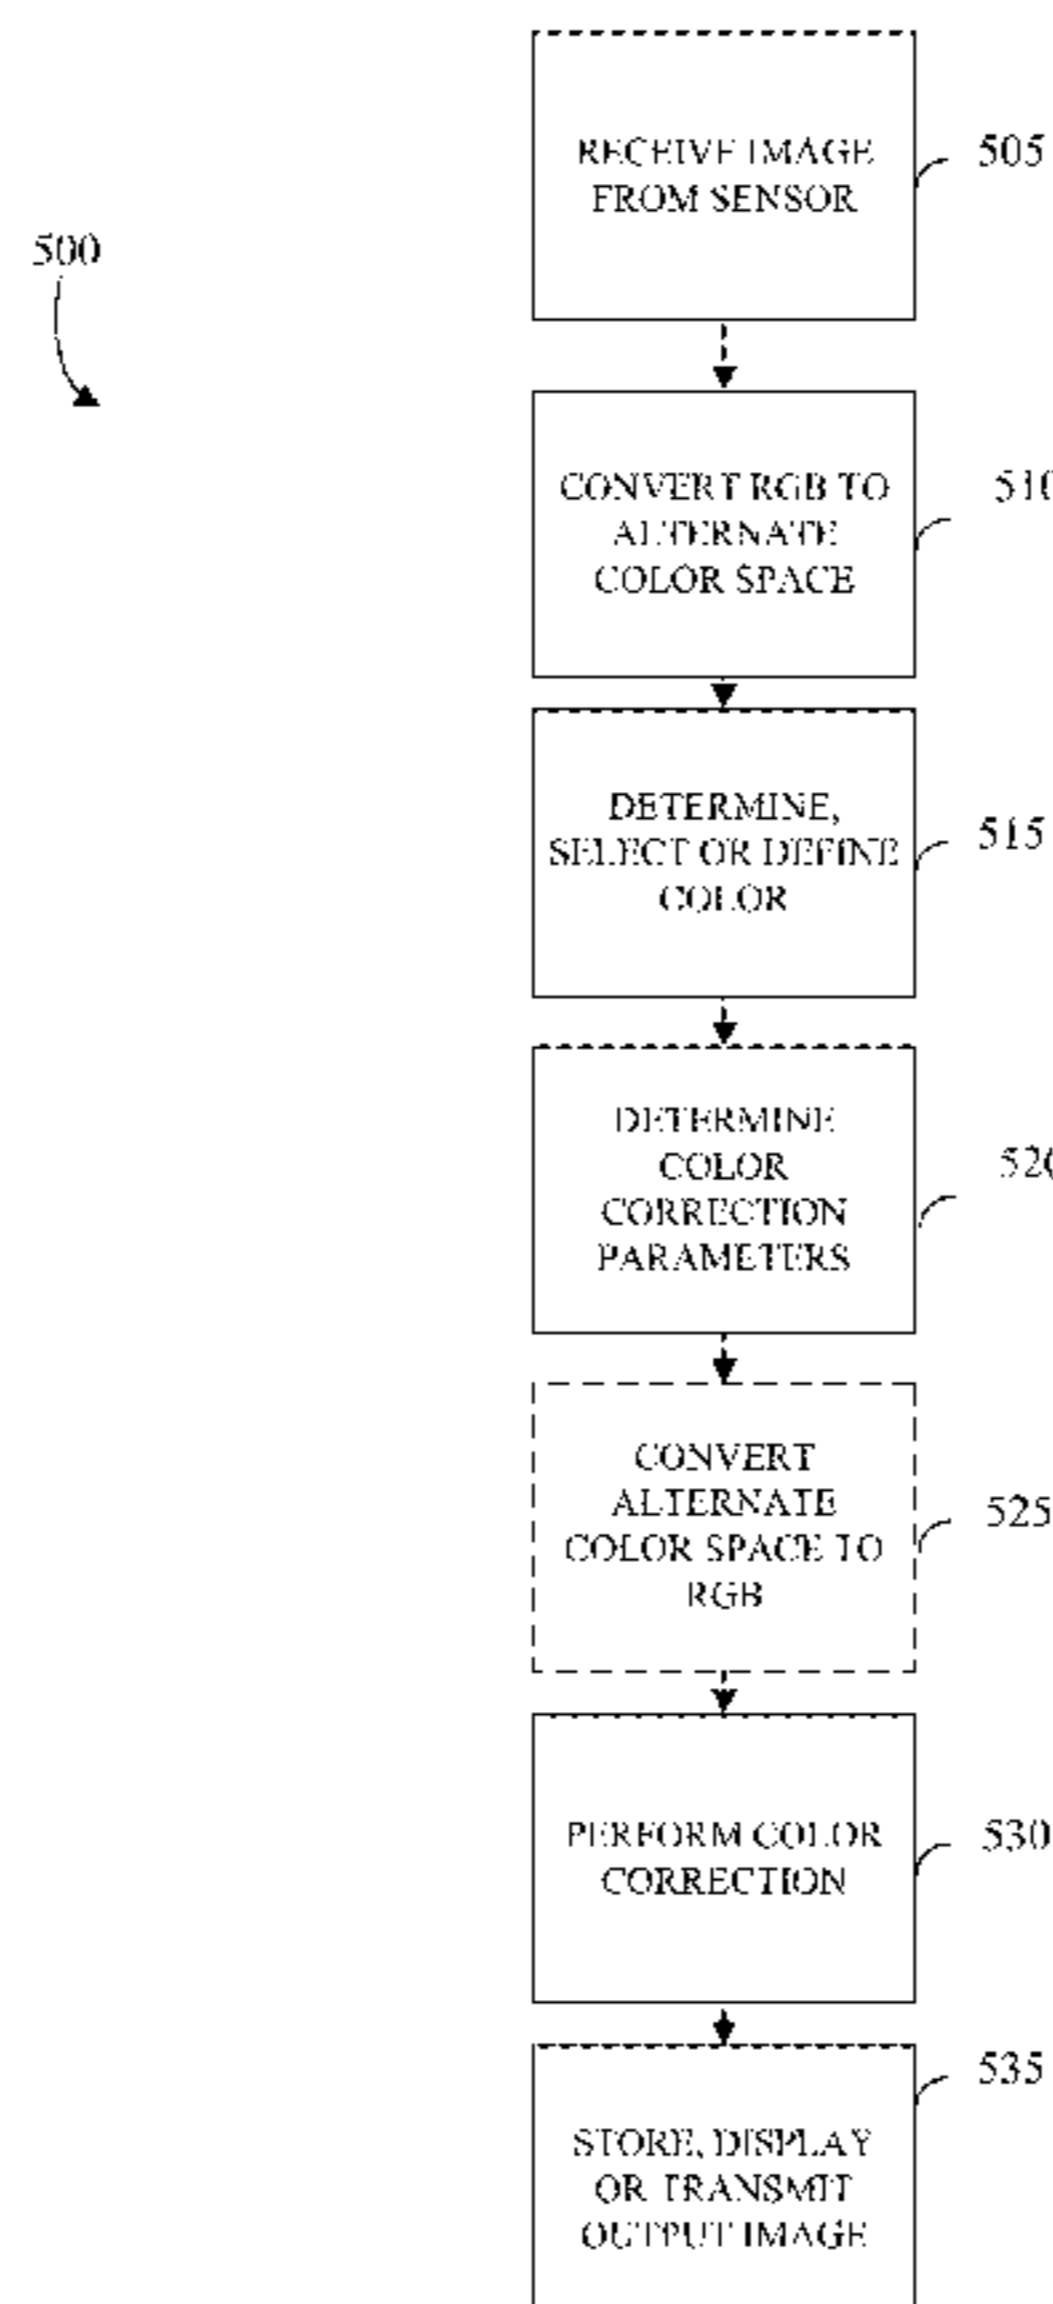 RECEIVE IMAGE
FROM SENSOR
505
500
CONVERT RGB TO
ALTERNATE
COLOR SPACE
510
DETERMINE,
SELECT OR DEFINE
COLOR
515
DETERMINE
COLOR
CORRECTION
PARAMETERS
520
CONVERT
ALTERNATE
COLOR SPACE TO
RGB
525
PERFORM COLOR
CORRECTION
530
STORE, DISPLAY
OR TRANSMIT
OUTPUT IMAGE
535